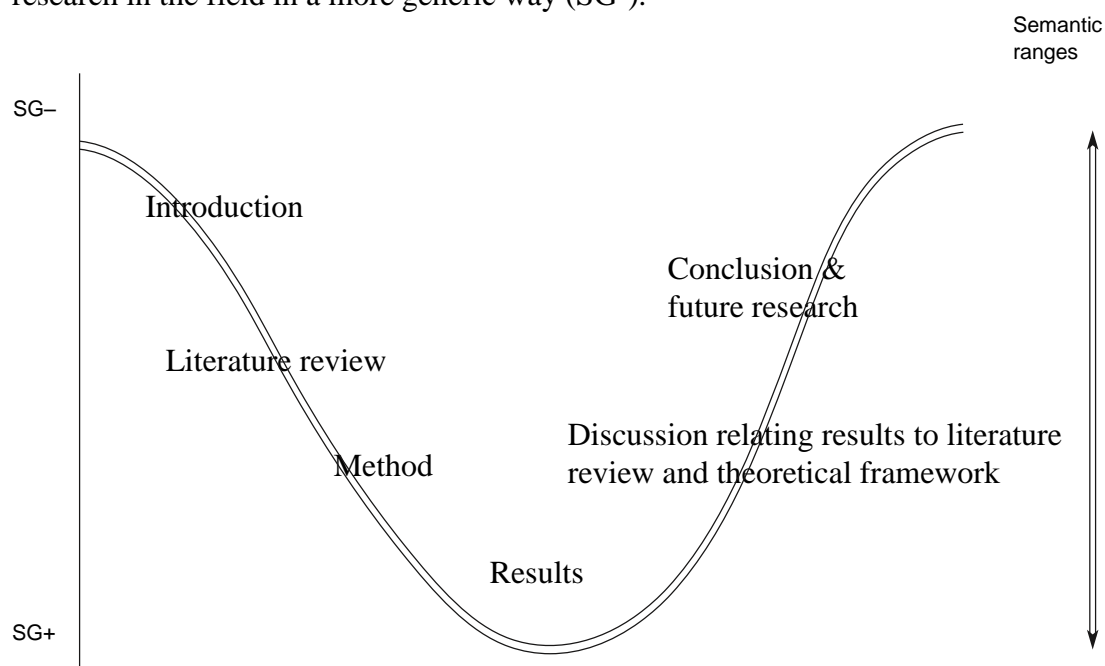 research in the field in a more generic way (SG–).
Semantic
ranges
SG–
Introduction
Conclusion &
future research
Literature review
Discussion relating results to literature
review and theoretical framework
Method
Results
SG+